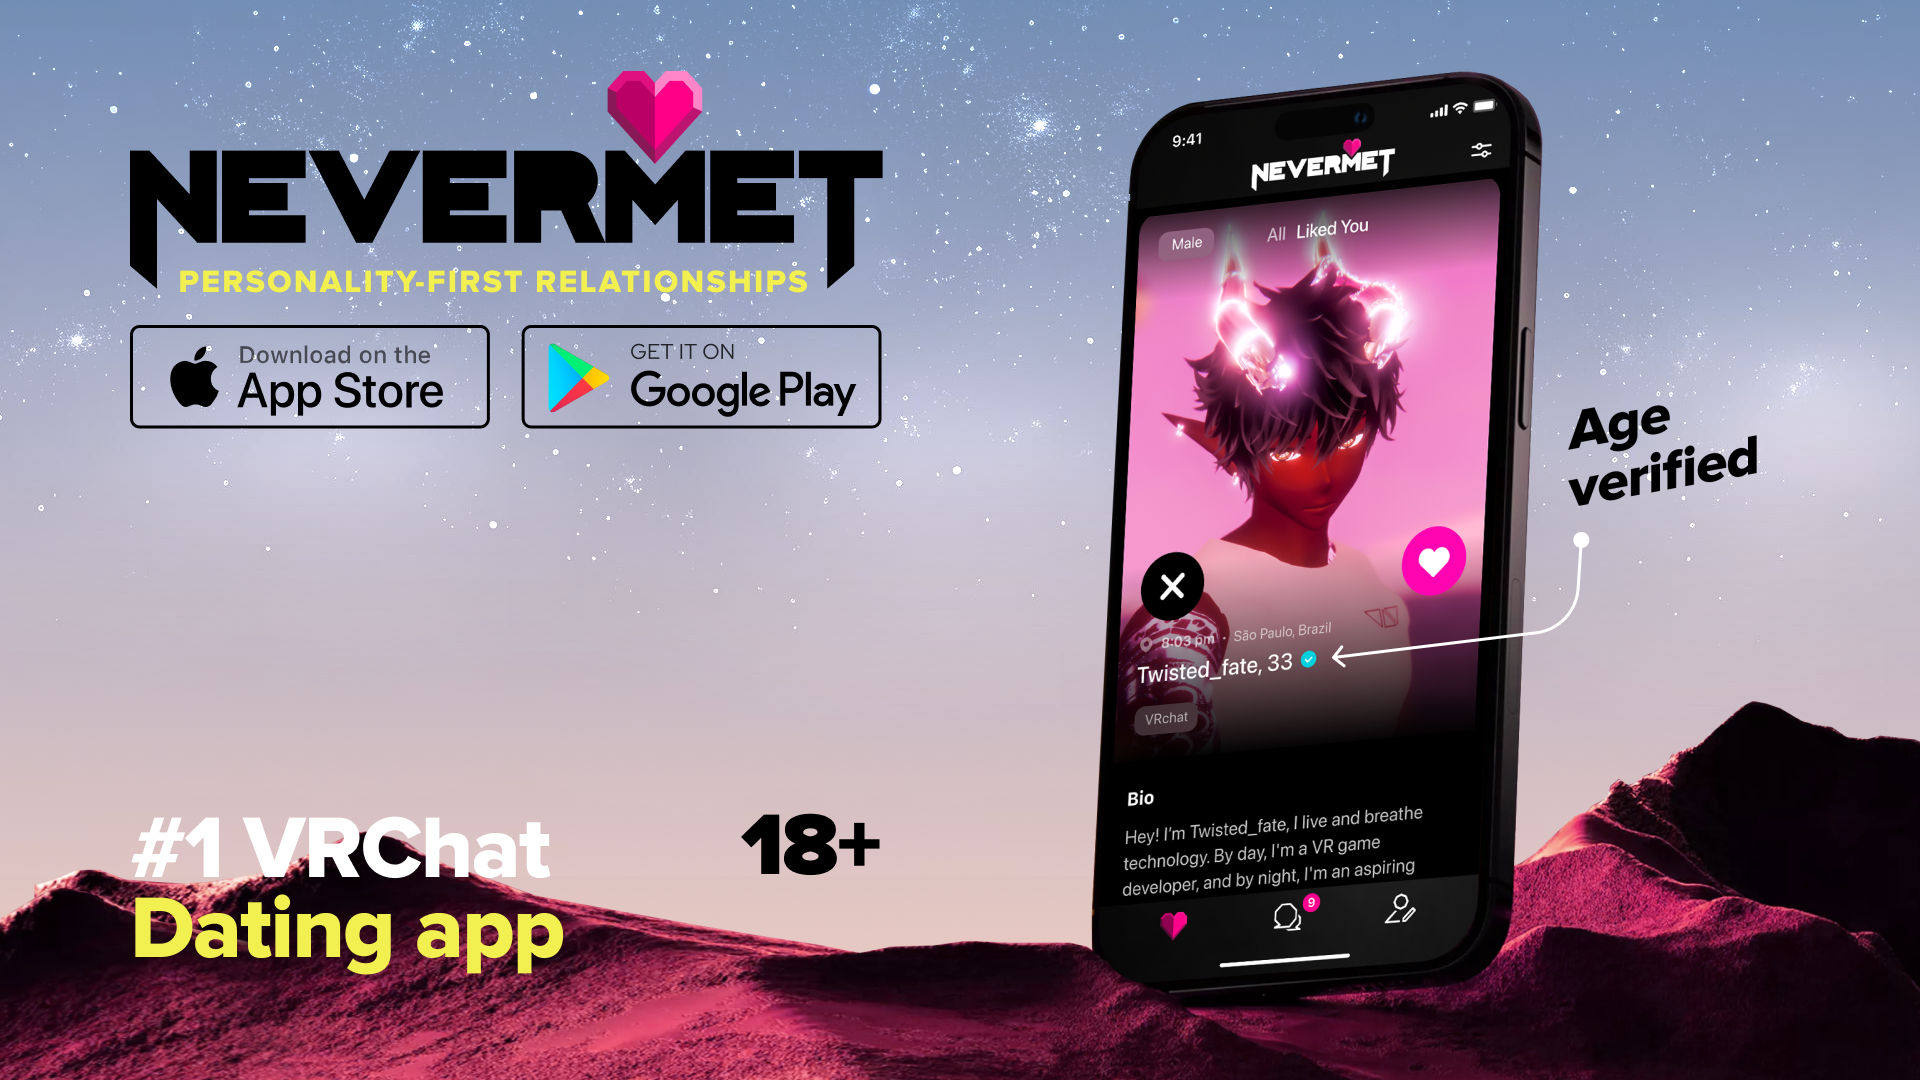 NEVERMET
PERSONALITY-FIRST RELATIONSHIPS
Download on the
App Store
GET IT ON
Google Play
#1 VRChat
Dating app
18+
9:41
NEVERMET
Male
All Liked You
8:03 pm · São Paulo, Brazil
Twisted_fate, 33
VRchat
Bio
Hey! I'm Twisted_fate, I live and breathe
technology. By day, I'm a VR game
developer, and by night, I'm an aspiring
9
Age
verified